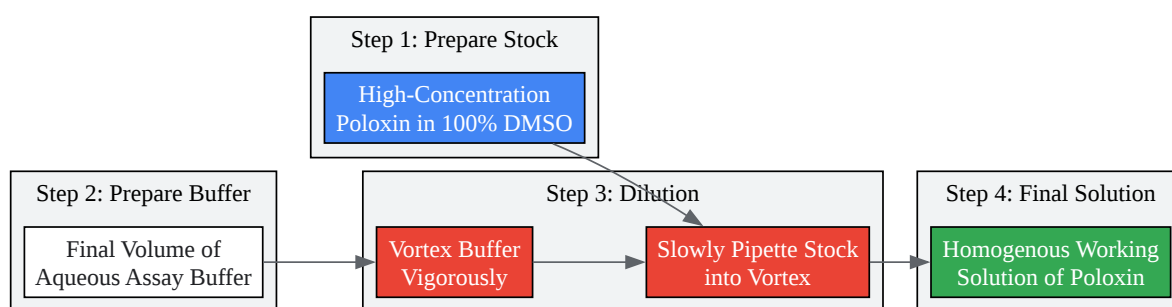 Step 1: Prepare Stock
High-Concentration
Poloxin in 100% DMSO
Step 2: Prepare Buffer
Final Volume of
Aqueous Assay Buffer
Step 3: Dilution
Vortex Buffer
Vigorously
Slowly Pipette Stock
into Vortex
Step 4: Final Solution
Homogenous Working
Solution of Poloxin